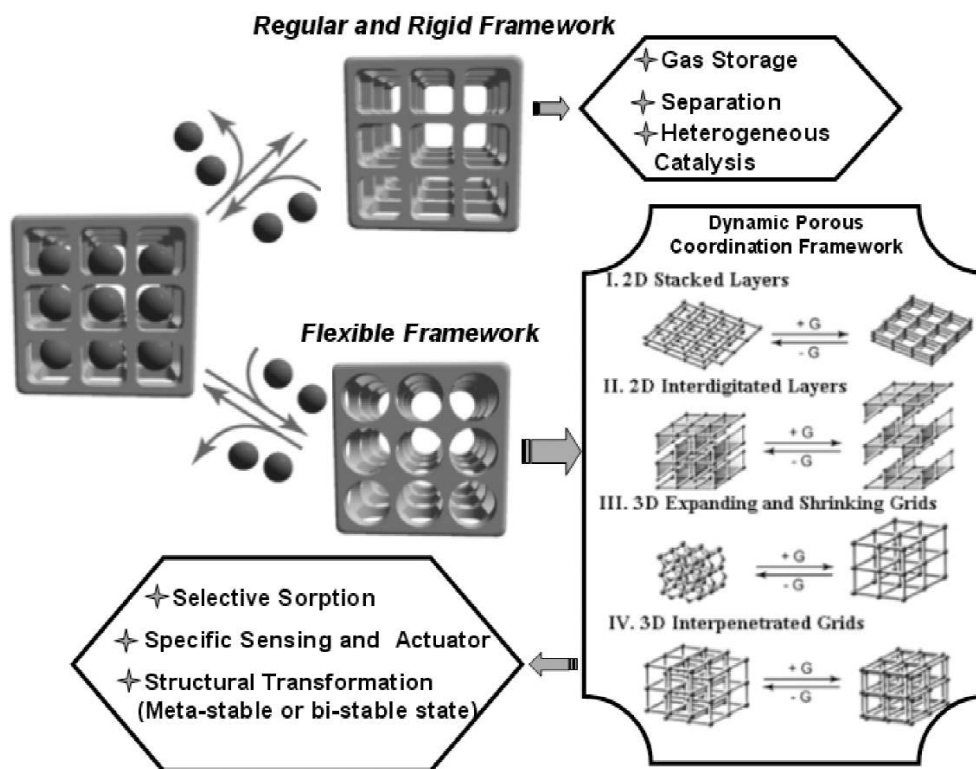 Regular and Rigid Framework
Gas Storage
Separation
Heterogeneous
Catalysis
Flexible Framework
Dynamic Porous
Coordination Framework
I. 2D Stacked Layers
+ G
- G
II. 2D Interdigitated Layers
+ G
- G
III. 3D Expanding and Shrinking Grids
+ G
- G
IV. 3D Interpenetrated Grids
+ G
- G
Selective Sorption
Specific Sensing and Actuator
Structural Transformation
(Meta-stable or bi-stable state)